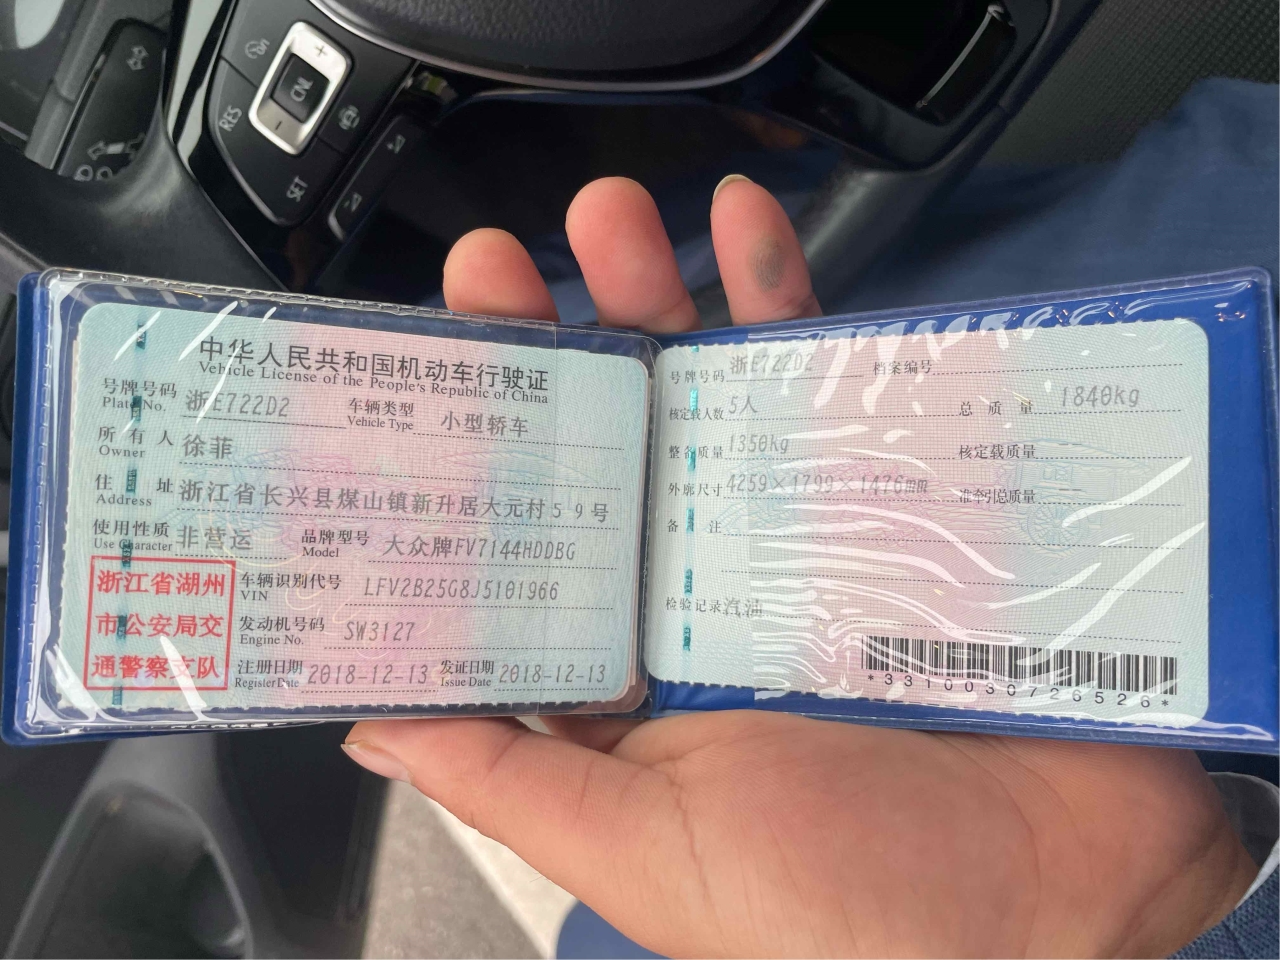 RES
CNL
SET
中华人民共和国机动车行驶证
Vehicle License of the People's Republic of China
号牌号码 浙E722D2 车辆类型 小型轿车
Plate No. Vehicle Type
所有人 徐菲
Owner
住址 浙江省长兴县煤山镇新升居大元村59号
Address
使用性质 非营运 品牌型号 大众牌FV7144HDDBG
Use Character Model
浙江省湖州
市公安局交
通警察支队
车辆识别代号 LFV2B25G8J5101966
VIN
发动机号码 SW3127
Engine No.
注册日期 2018-12-13 发证日期 2018-12-13
Register Date Issue Date
号牌号码 浙E722D2 档案编号
核定载人数 5人 总质量 1840kg
整备质量 1350kg 核定载质量
外廓尺寸 4259×1799×1476mm 准牵引总质量
备注
检验记录 汽油
*3310030726526*